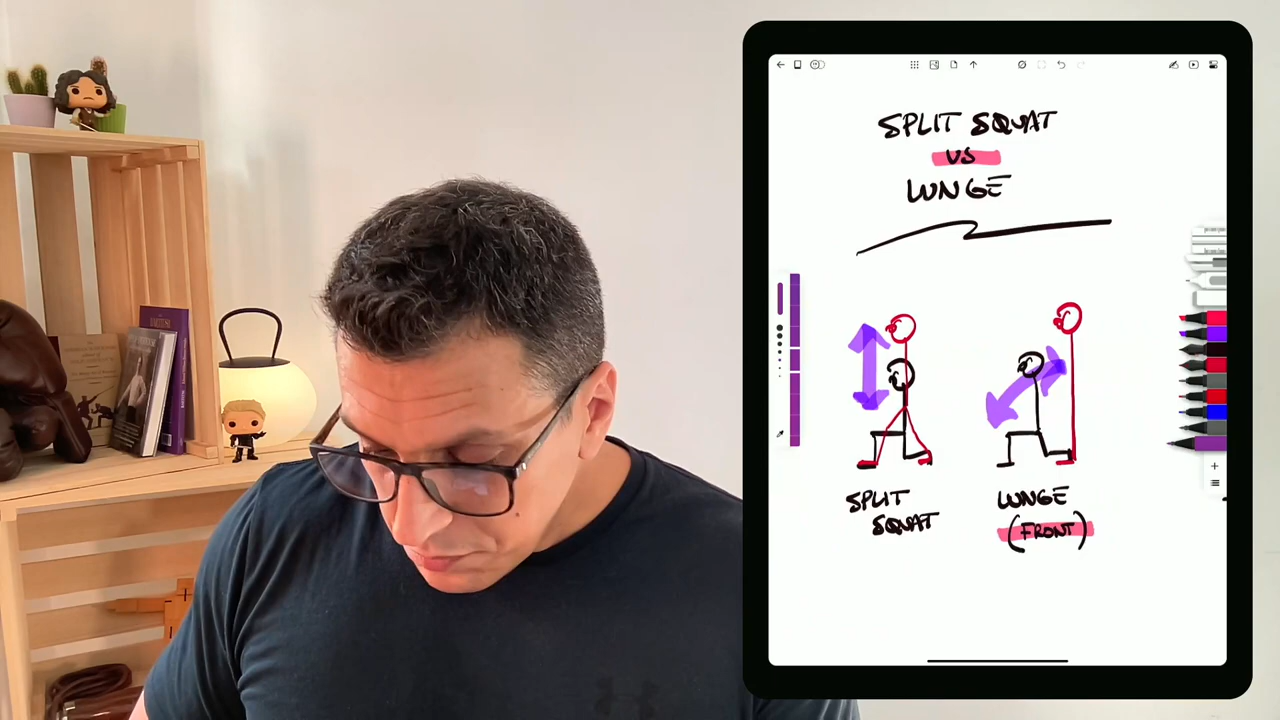 SPLIT SQUAT
VS
LUNGE
SPLIT
SQUAT
LUNGE
(FRONT)